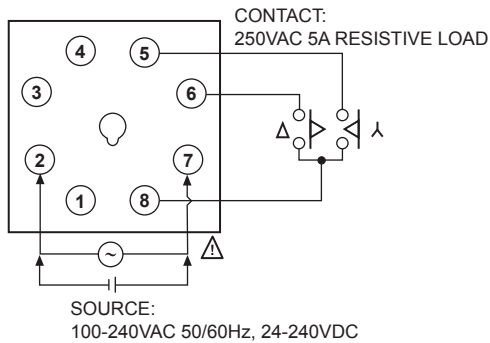 CONTACT:
250VAC 5A RESISTIVE LOAD
4
5
3
6
Δ
⅄
2
7
1
8
~
!
SOURCE:
100-240VAC 50/60Hz, 24-240VDC